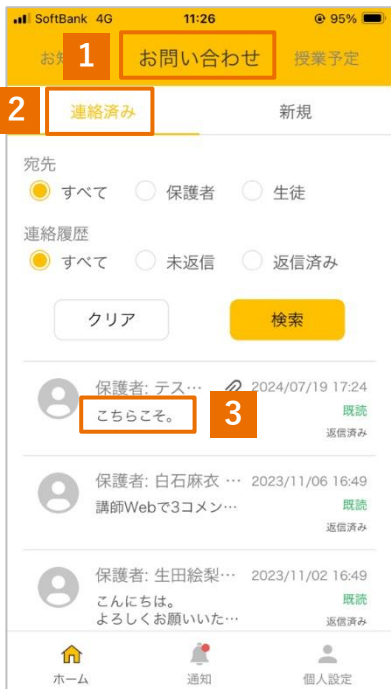 SoftBank 4G 11:26 95%
1 お問い合わせ 授業予定
2 連絡済み 新規
宛先
すべて 保護者 生徒
連絡履歴
すべて 未返信 返信済み
クリア 検索
保護者: テス… 2024/07/19 17:24
こちらこそ。 3 既読
返信済み
保護者: 白石麻衣 … 2023/11/06 16:49
講師Webで3コメン… 既読
返信済み
保護者: 生田絵梨… 2023/11/02 16:49
こんにちは。 既読
よろしくお願いいた… 返信済み
ホーム 通知 個人設定